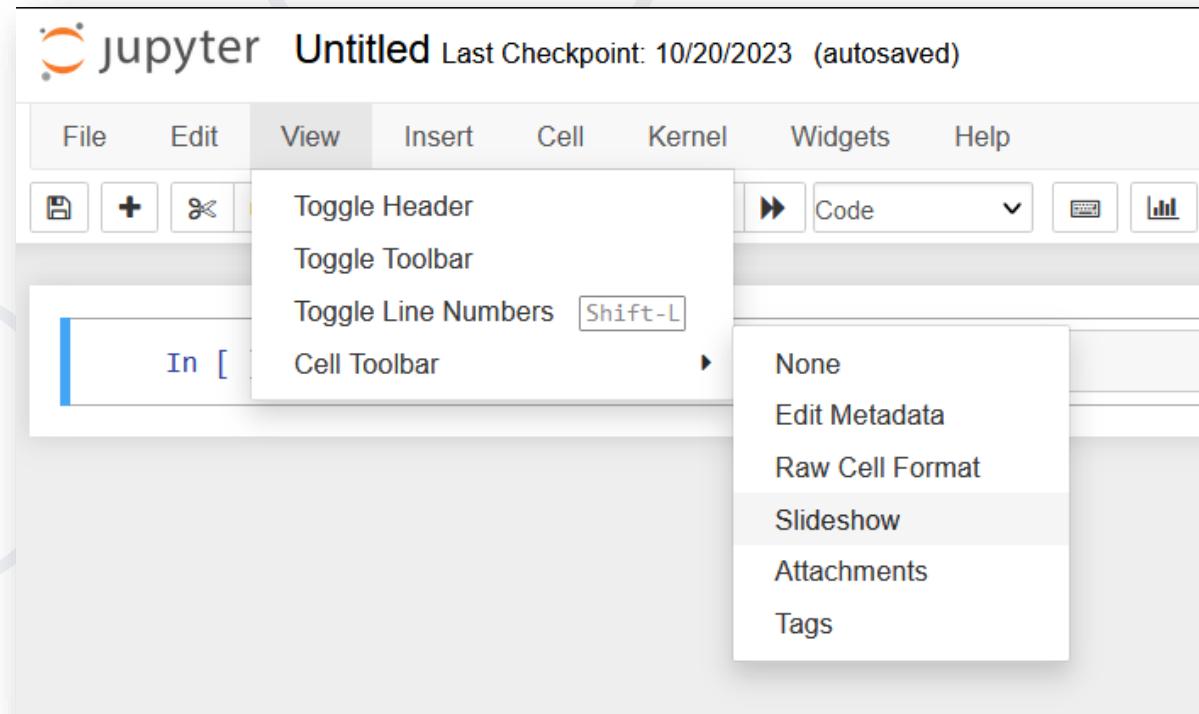 jupyter Untitled Last Checkpoint: 10/20/2023 (autosaved)
File Edit View Insert Cell Kernel Widgets Help
Code
Toggle Header
Toggle Toolbar
Toggle Line Numbers Shift-L
In [
Cell Toolbar
None
Edit Metadata
Raw Cell Format
Slideshow
Attachments
Tags